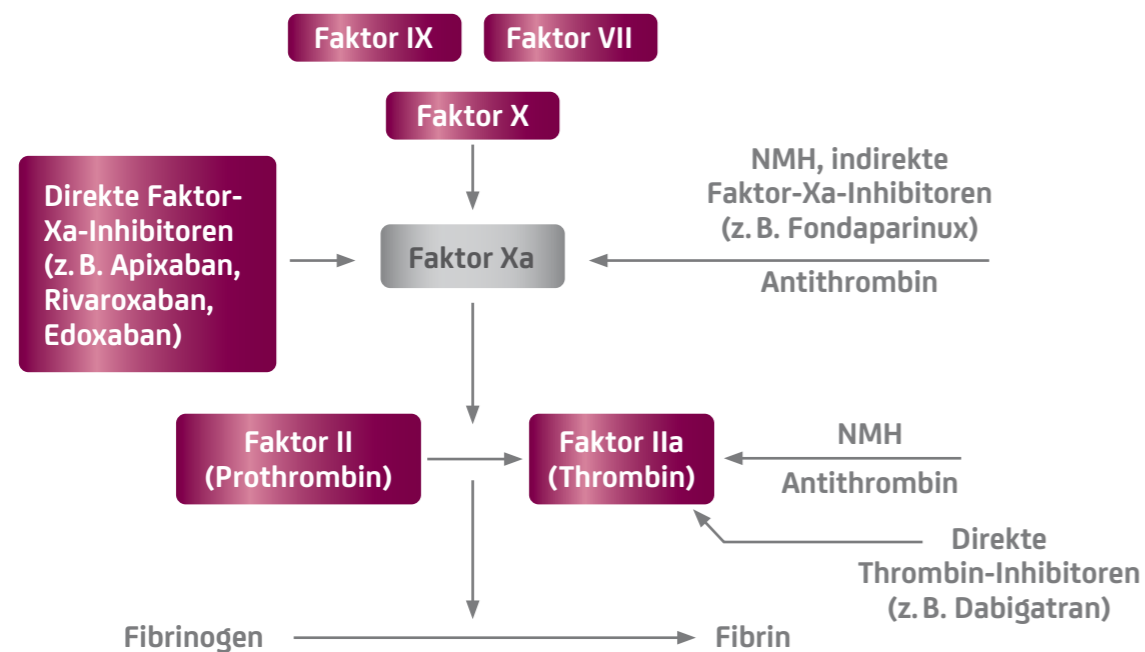 Faktor IX
Faktor VII
Faktor X
Direkte Faktor-
Xa-Inhibitoren
(z. B. Apixaban,
Rivaroxaban,
Edoxaban)
Faktor Xa
NMH, indirekte
Faktor-Xa-Inhibitoren
(z. B. Fondaparinux)
Antithrombin
Faktor II
(Prothrombin)
Faktor IIa
(Thrombin)
NMH
Antithrombin
Direkte
Thrombin-Inhibitoren
(z. B. Dabigatran)
Fibrinogen
Fibrin